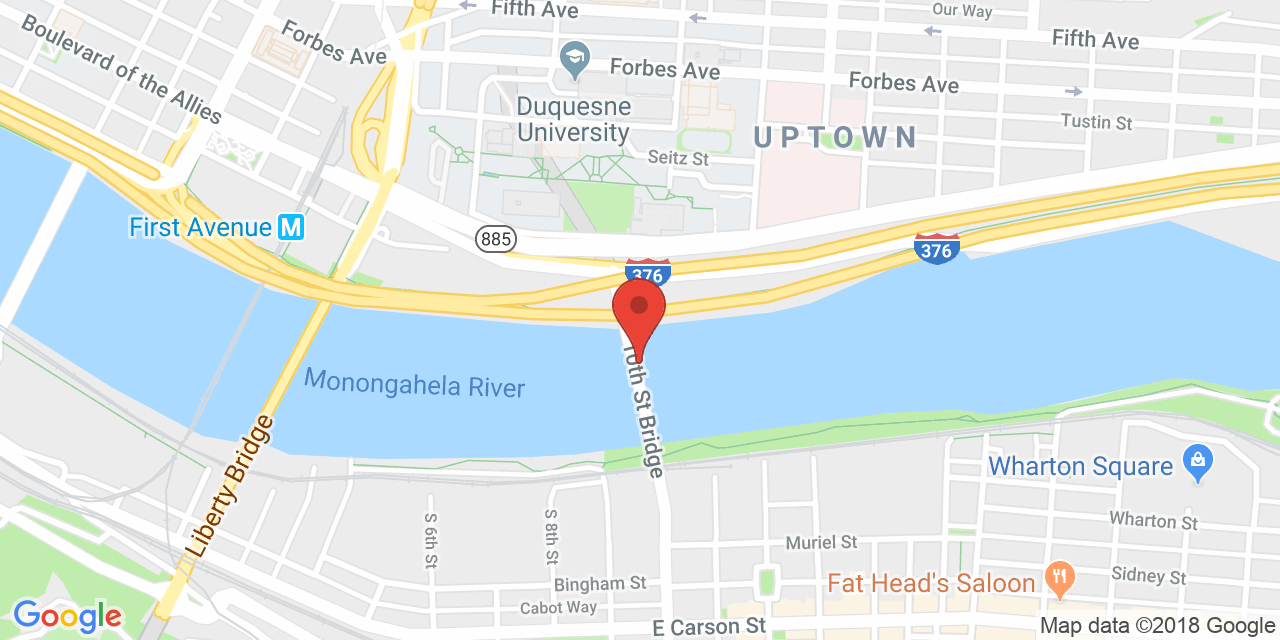 Fifth Ave
Our Way
Fifth Ave
Forbes Ave
Boulevard of the Allies
Forbes Ave
Forbes Ave
Duquesne
University
Tustin St
UPTOWN
Seitz St
First Avenue
M
885
376
376
10th St Bridge
Monongahela River
Liberty Bridge
Wharton Square
S 6th St
S 8th St
Wharton St
Muriel St
Bingham St
Fat Head's Saloon
Sidney St
Cabot Way
E Carson St
Google
Map data ©2018 Google